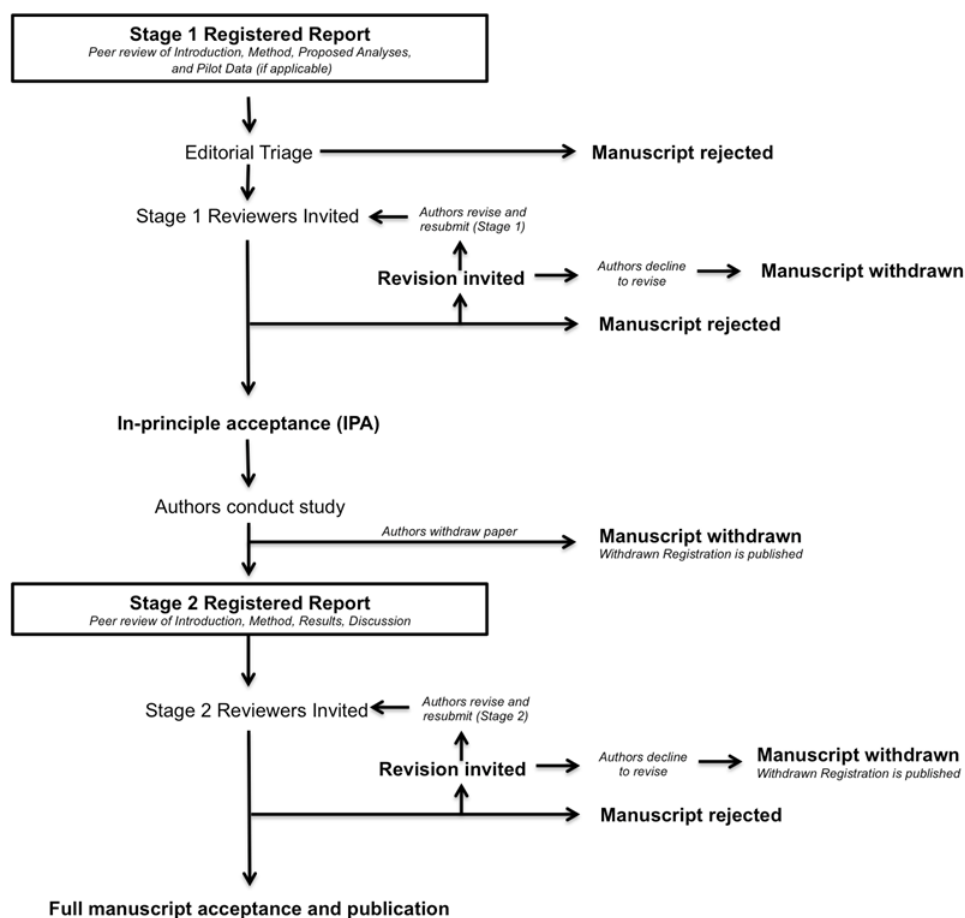 Stage 1 Registered Report
Peer review of Introduction, Method, Proposed Analyses,
and Pilot Data (if applicable)
Editorial Triage
Manuscript rejected
Stage 1 Reviewers Invited
Authors revise and
resubmit (Stage 1)
Revision invited
Authors decline
to revise
Manuscript withdrawn
Manuscript rejected
In-principle acceptance (IPA)
Authors conduct study
Authors withdraw paper
Manuscript withdrawn
Withdrawn Registration is published
Stage 2 Registered Report
Peer review of Introduction, Method, Results, Discussion
Stage 2 Reviewers Invited
Authors revise and
resubmit (Stage 2)
Revision invited
Authors decline
to revise
Manuscript withdrawn
Withdrawn Registration is published
Manuscript rejected
Full manuscript acceptance and publication